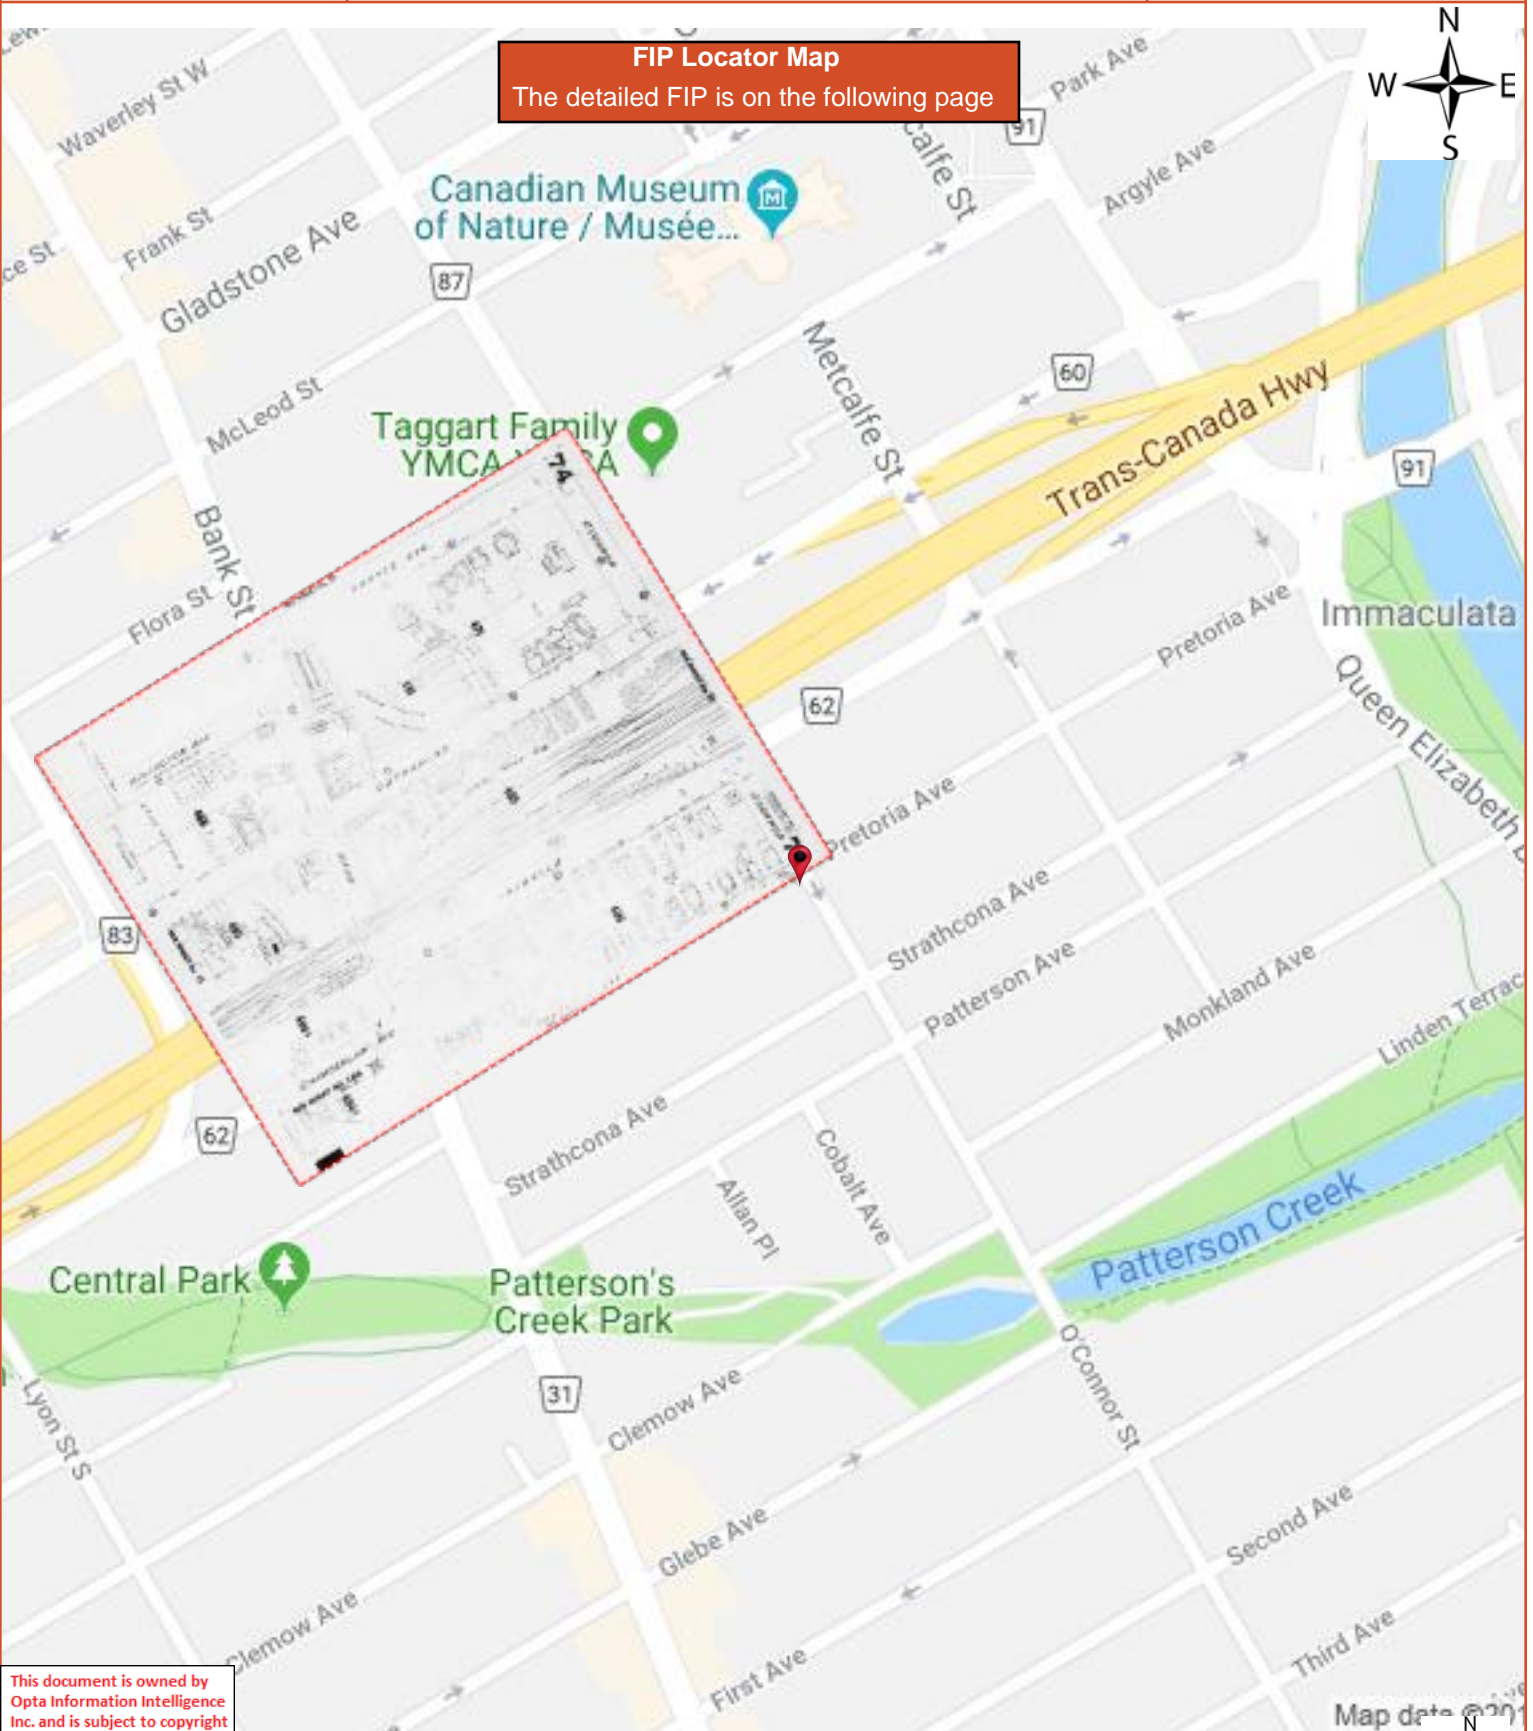 N
FIP Locator Map
The detailed FIP is on the following page
W
E
S
91
Park Ave
Waverley St W
calfe St
Argyle Ave
Canadian Museum
of Nature / Musée...
Frank St
ce St
Gladstone Ave
87
Metcalfe St
60
Trans-Canada Hwy
McLeod St
Taggart Family
YMCA
74
91
Bank St
Flora St
Immaculata
Pretoria Ave
62
Queen Elizabeth
Pretoria Ave
83
Strathcona Ave
Patterson Ave
Monkland Ave
Linden Terrac
62
Strathcona Ave
Cobalt Ave
Allan Pl
Patterson Creek
Central Park
Patterson's
Creek Park
O'Connor St
31
Clemow Ave
Lyon St S
Second Ave
Glebe Ave
Clemow Ave
Third Ave
First Ave
This document is owned by
Opta Information Intelligence
Inc. and is subject to copyright
Map data ©201
N